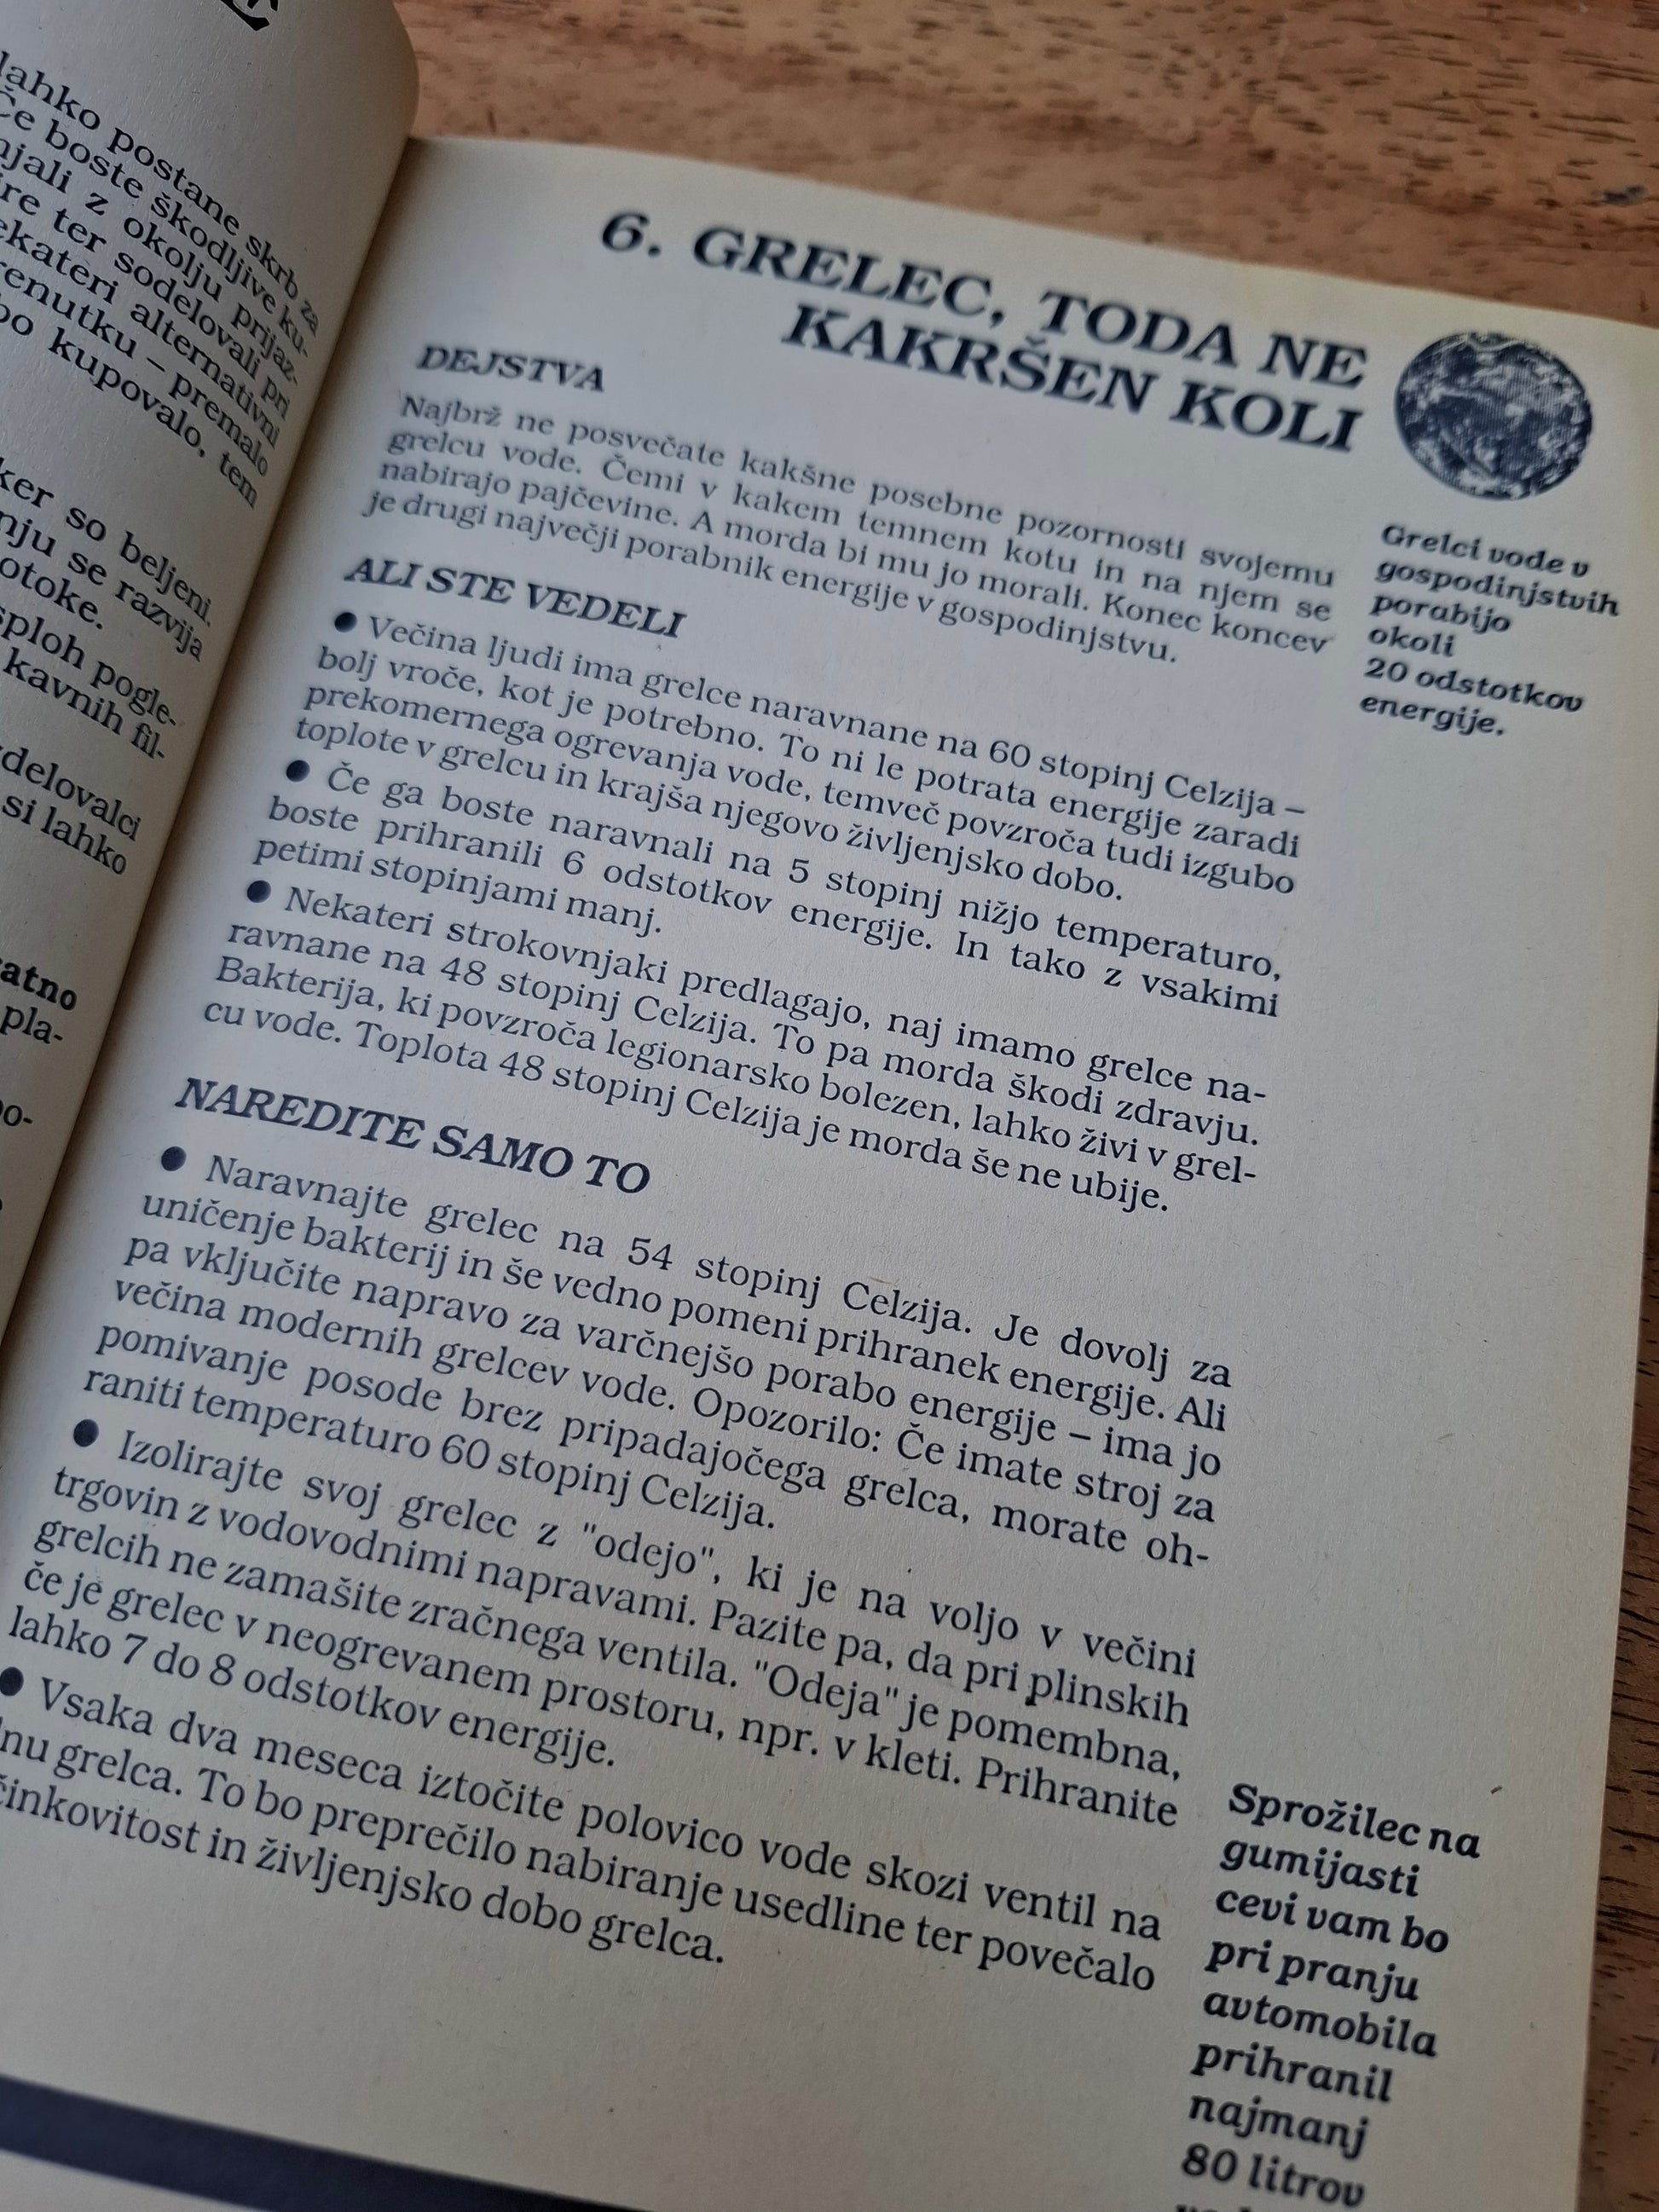 lahko postane skrb za
Če boste škodljive ku-
njali z okolju prijaz-
re ter sodelovali pri
ekateri alternativni
renutku – premalo
bo kupovalo, tem
ker so beljeni.
nju se razvija
otoke.
sploh pogle-
kavnih fil-
zdelovalci
si lahko
atno
pla-
bo-
6. GRELEC, TODA NE
KAKRŠEN KOLI
DEJSTVA
Najbrž ne posvečate kakšne posebne pozornosti svojemu
grelcu vode. Čemi v kakem temnem kotu in na njem se
nabirajo pajčevine. A morda bi mu jo morali. Konec koncev
je drugi največji porabnik energije v gospodinjstvu.
ALI STE VEDELI
● Večina ljudi ima grelce naravnane na 60 stopinj Celzija –
bolj vroče, kot je potrebno. To ni le potrata energije zaradi
prekomernega ogrevanja vode, temveč povzroča tudi izgubo
toplote v grelcu in krajša njegovo življenjsko dobo.
● Če ga boste naravnali na 5 stopinj nižjo temperaturo,
boste prihranili 6 odstotkov energije. In tako z vsakimi
petimi stopinjami manj.
● Nekateri strokovnjaki predlagajo, naj imamo grelce na-
ravnane na 48 stopinj Celzija. To pa morda škodi zdravju.
Bakterija, ki povzroča legionarsko bolezen, lahko živi v grel-
cu vode. Toplota 48 stopinj Celzija je morda še ne ubije.
NAREDITE SAMO TO
● Naravnajte grelec na 54 stopinj Celzija. Je dovolj za
uničenje bakterij in še vedno pomeni prihranek energije. Ali
pa vključite napravo za varčnejšo porabo energije – ima jo
večina modernih grelcev vode. Opozorilo: Če imate stroj za
pomivanje posode brez pripadajočega grelca, morate oh-
raniti temperaturo 60 stopinj Celzija.
● Izolirajte svoj grelec z "odejo", ki je na voljo v večini
trgovin z vodovodnimi napravami. Pazite pa, da pri plinskih
grelcih ne zamašite zračnega ventila. "Odeja" je pomembna,
če je grelec v neogrevanem prostoru, npr. v kleti. Prihranite
lahko 7 do 8 odstotkov energije.
● Vsaka dva meseca iztočite polovico vode skozi ventil na
dnu grelca. To bo preprečilo nabiranje usedline ter povečalo
činkovitost in življenjsko dobo grelca.
Grelci vode v
gospodinjstvih
porabijo
okoli
20 odstotkov
energije.
Sprožilec na
gumijasti
cevi vam bo
pri pranju
avtomobila
prihranil
najmanj
80 litrov